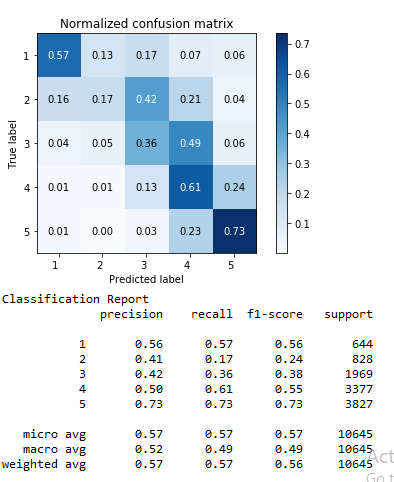 Normalized confusion matrix
1 0.57 0.13 0.17 0.07 0.06
2 0.16 0.17 0.42 0.21 0.04
3 0.04 0.05 0.36 0.49 0.06
4 0.01 0.01 0.13 0.61 0.24
5 0.01 0.00 0.03 0.23 0.73
1 2 3 4 5
True label
Predicted label
0.7
0.6
0.5
0.4
0.3
0.2
0.1
Classification Report
precision recall f1-score support
1 0.56 0.57 0.56 644
2 0.41 0.17 0.24 828
3 0.42 0.36 0.38 1969
4 0.50 0.61 0.55 3377
5 0.73 0.73 0.73 3827
micro avg 0.57 0.57 0.57 10645
macro avg 0.52 0.49 0.49 10645
weighted avg 0.57 0.57 0.56 10645
Act
Go t